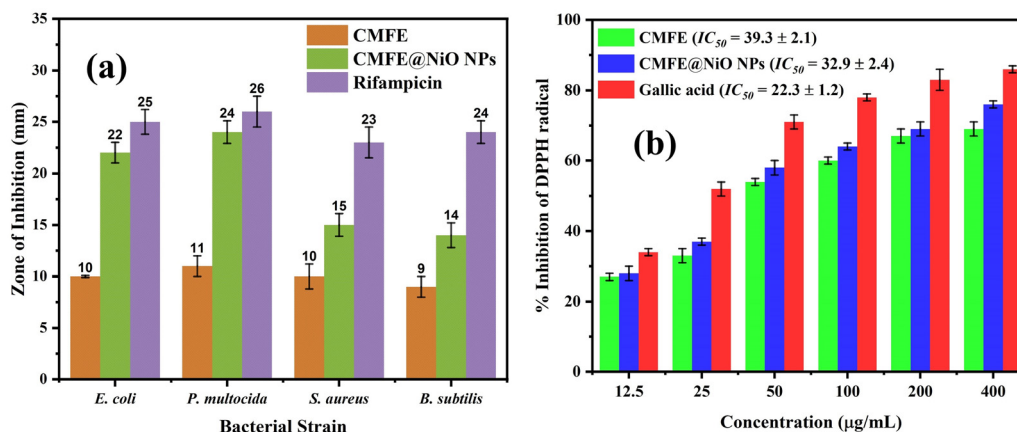 (a)
CMFE
CMFE@NiO NPs
Rifampicin
Zone of Inhibition (mm)
35
30
25
20
15
10
5
0
10
22
25
11
24
26
10
15
23
9
14
24
E. coli
P. multocida
S. aureus
B. subtilis
Bacterial Strain
(b)
CMFE (IC50 = 39.3 ± 2.1)
CMFE@NiO NPs (IC50 = 32.9 ± 2.4)
Gallic acid (IC50 = 22.3 ± 1.2)
% Inhibition of DPPH radical
100
80
60
40
20
0
12.5
25
50
100
200
400
Concentration (µg/mL)